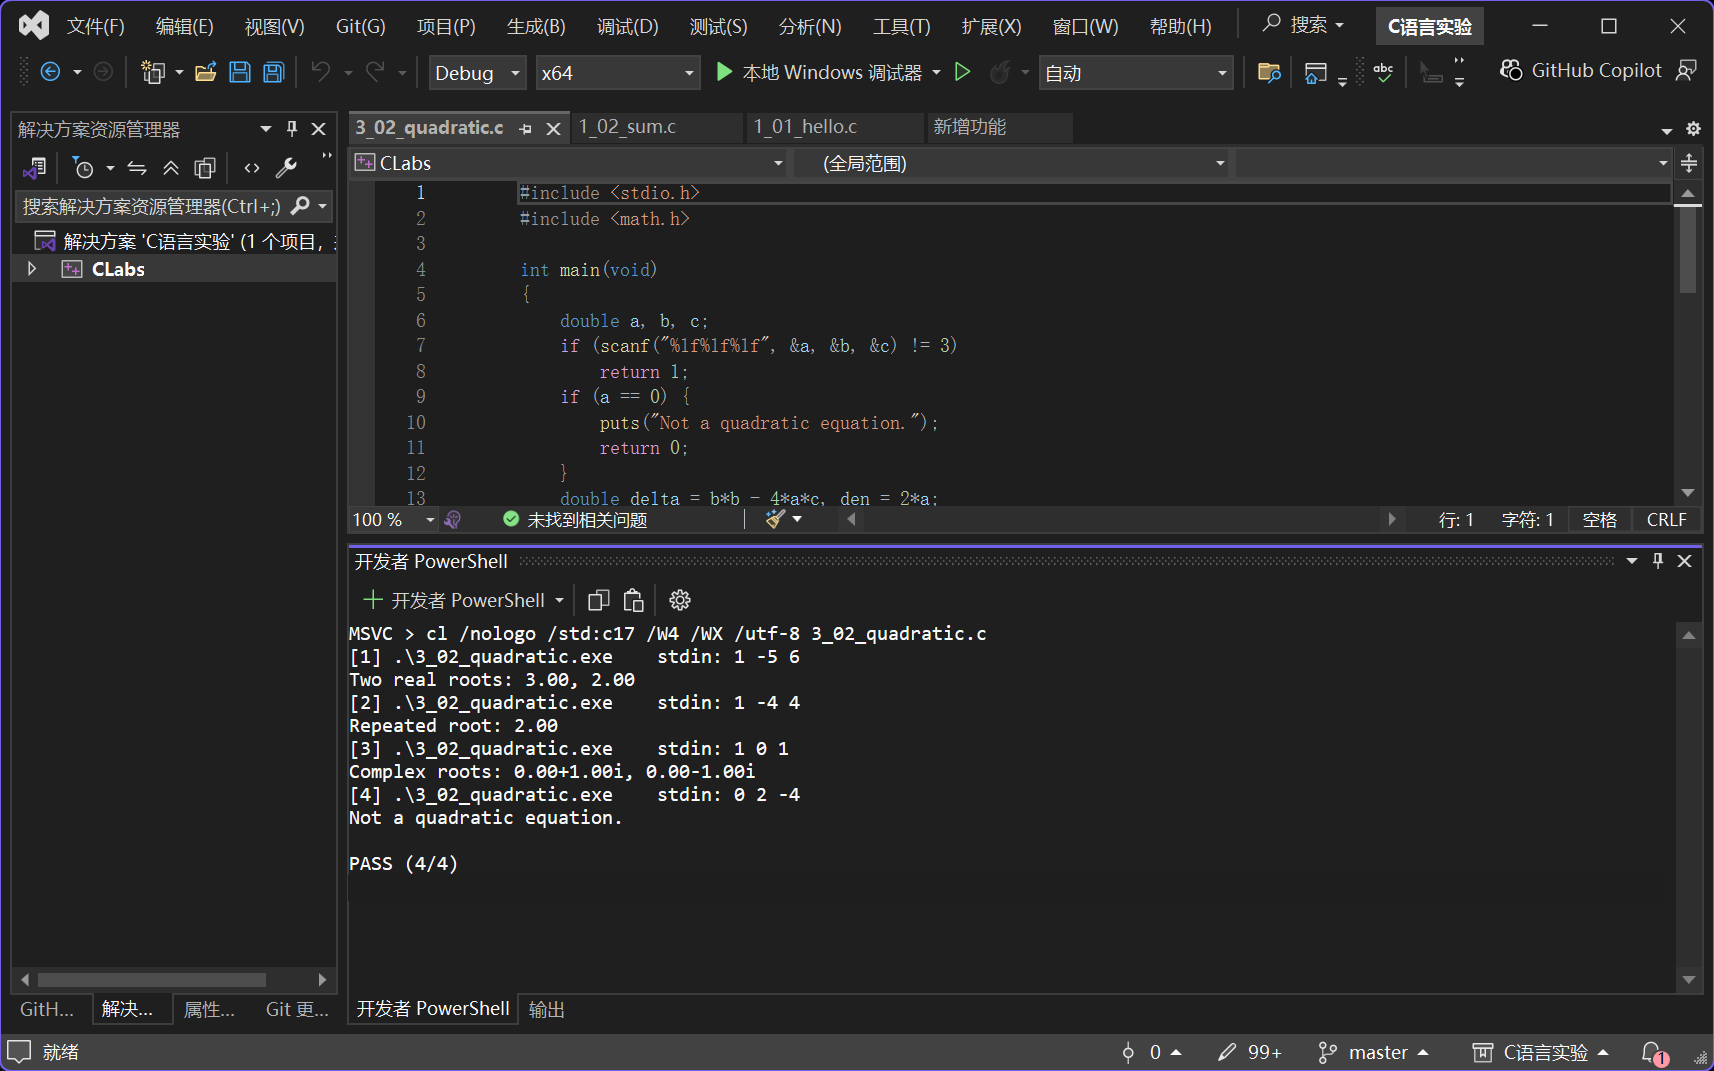 文件(F) 编辑(E) 视图(V) Git(G) 项目(P) 生成(B) 调试(D) 测试(S) 分析(N) 工具(T) 扩展(X) 窗口(W) 帮助(H) 搜索 C语言实验
Debug x64 本地 Windows 调试器 自动 abc GitHub Copilot
解决方案资源管理器
搜索解决方案资源管理器(Ctrl+;)
解决方案 'C语言实验' (1 个项目,
CLabs
3_02_quadratic.c 1_02_sum.c 1_01_hello.c 新增功能
CLabs (全局范围)
1 #include <stdio.h>
2 #include <math.h>
3
4 int main(void)
5 {
6 double a, b, c;
7 if (scanf("%lf%lf%lf", &a, &b, &c) != 3)
8 return 1;
9 if (a == 0) {
10 puts("Not a quadratic equation.");
11 return 0;
12 }
13 double delta = b*b - 4*a*c, den = 2*a;
100 % 未找到相关问题 行: 1 字符: 1 空格 CRLF
开发者 PowerShell
开发者 PowerShell
MSVC > cl /nologo /std:c17 /W4 /WX /utf-8 3_02_quadratic.c
[1] .\3_02_quadratic.exe stdin: 1 -5 6
Two real roots: 3.00, 2.00
[2] .\3_02_quadratic.exe stdin: 1 -4 4
Repeated root: 2.00
[3] .\3_02_quadratic.exe stdin: 1 0 1
Complex roots: 0.00+1.00i, 0.00-1.00i
[4] .\3_02_quadratic.exe stdin: 0 2 -4
Not a quadratic equation.
PASS (4/4)
GitH... 解决... 属性... Git 更... 开发者 PowerShell 输出
就绪 0 99+ master C语言实验 1